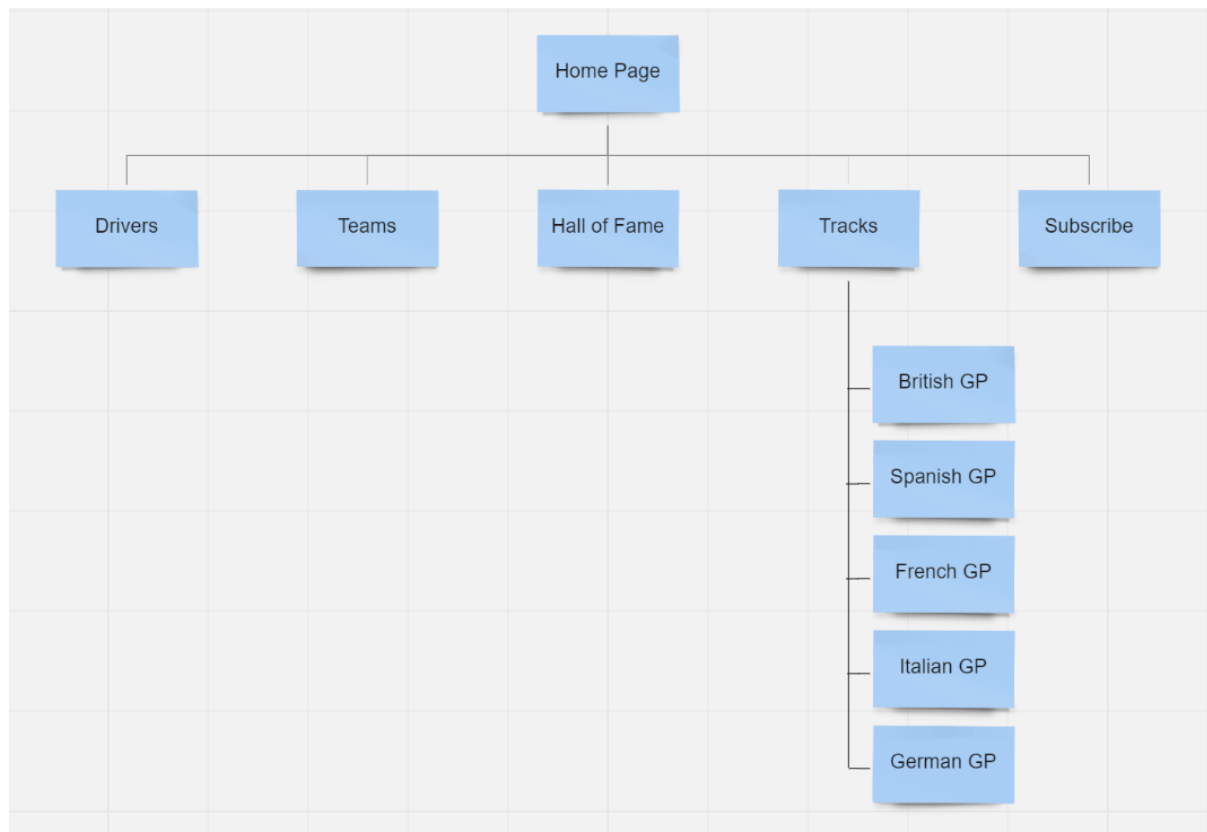 Home Page
Drivers
Teams
Hall of Fame
Tracks
Subscribe
British GP
Spanish GP
French GP
Italian GP
German GP